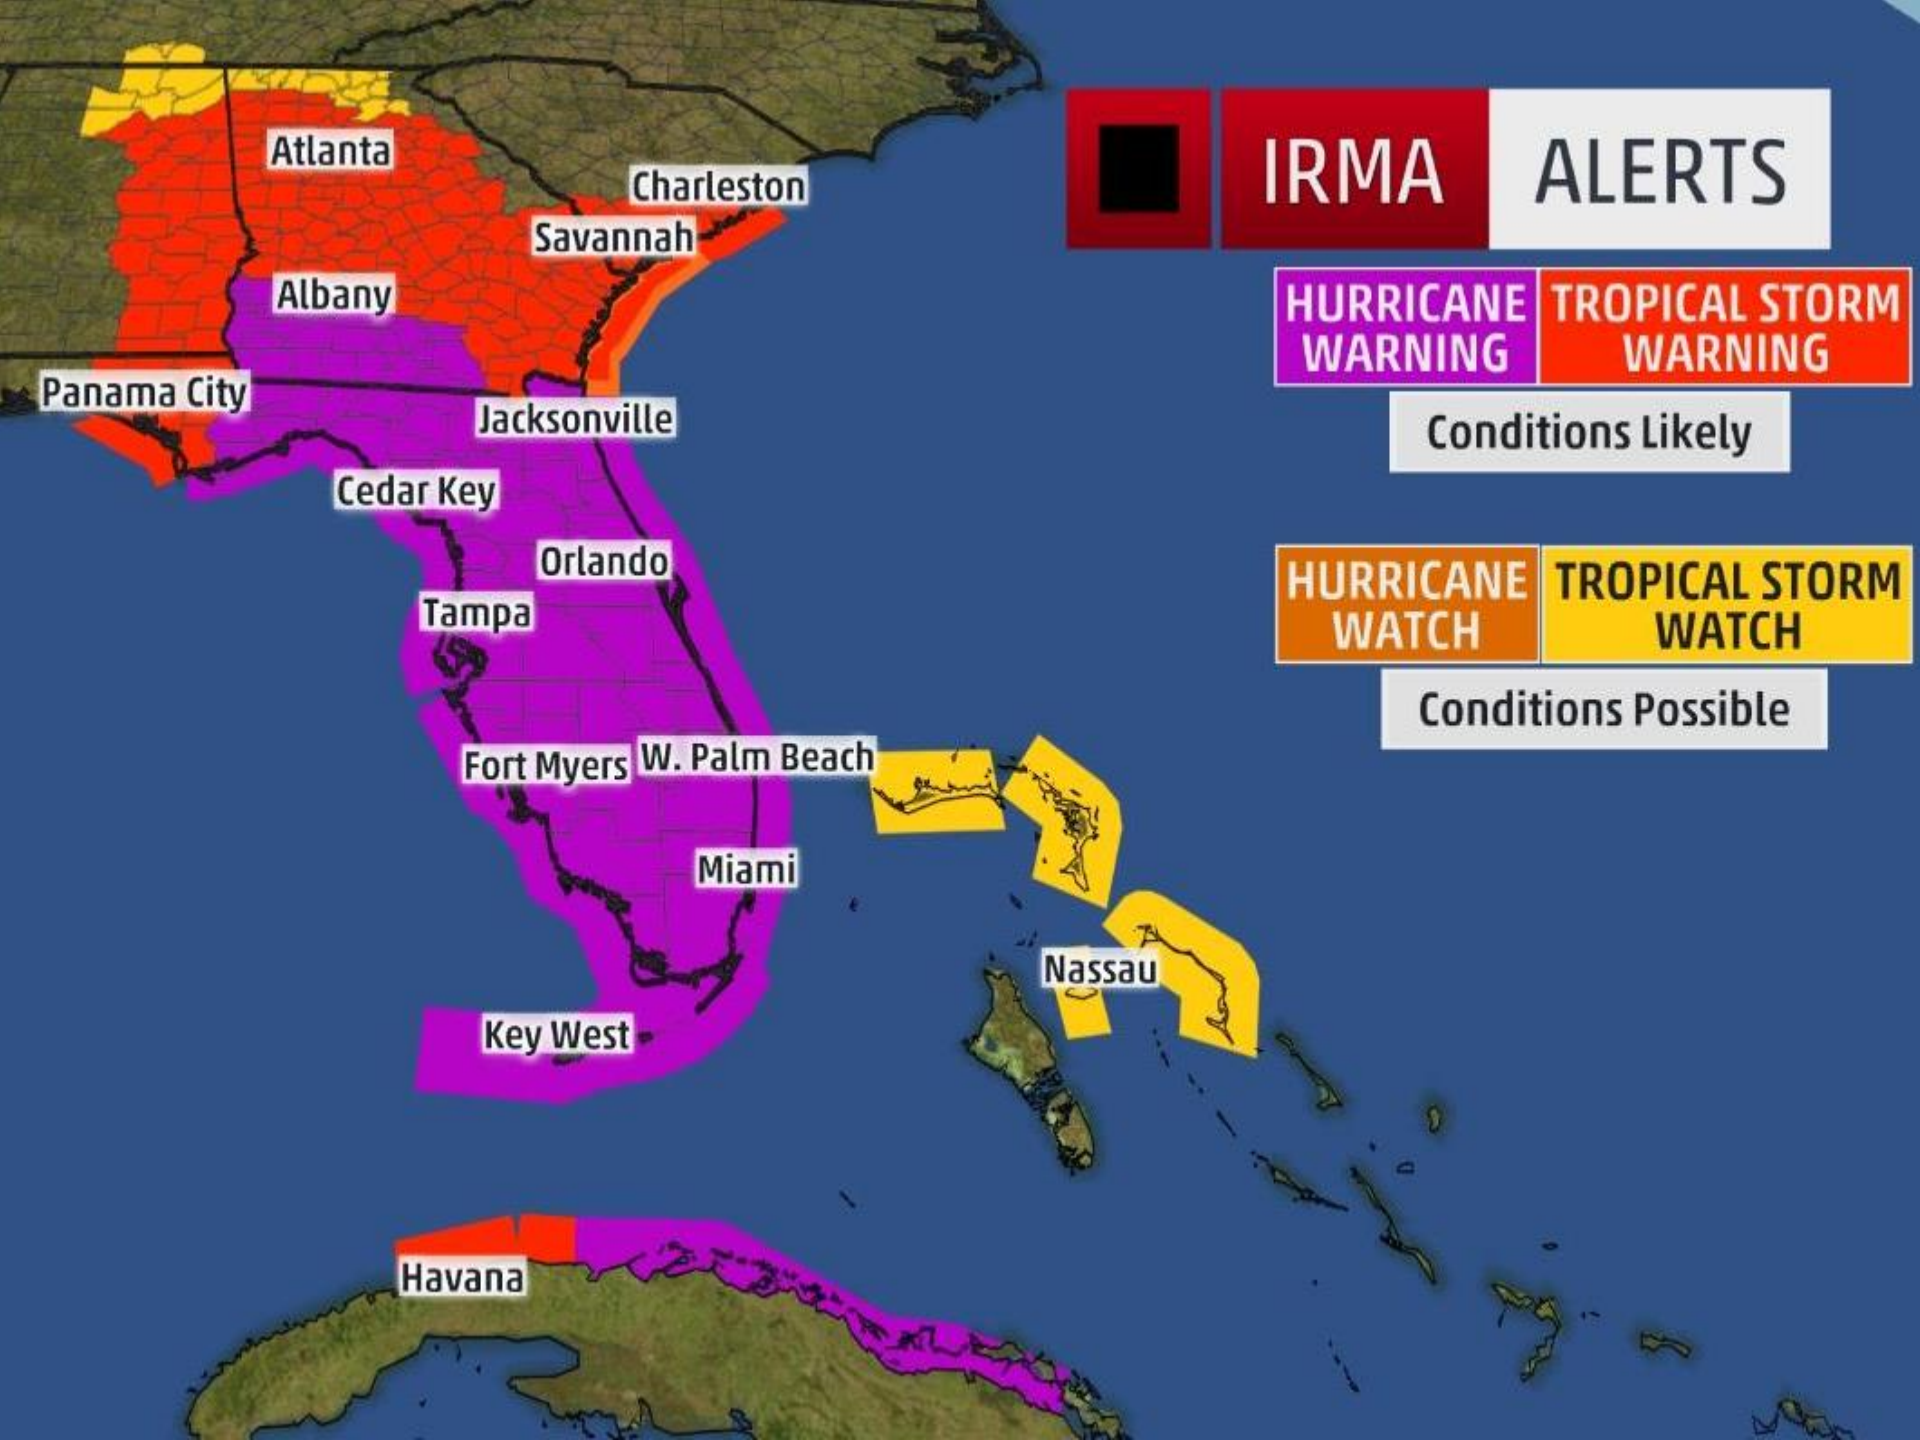 IRMA ALERTS
HURRICANE
WARNING
TROPICAL STORM
WARNING
Conditions Likely
HURRICANE
WATCH
TROPICAL STORM
WATCH
Conditions Possible
Atlanta
Charleston
Savannah
Albany
Panama City
Jacksonville
Cedar Key
Orlando
Tampa
Fort Myers
W. Palm Beach
Miami
Nassau
Key West
Havana